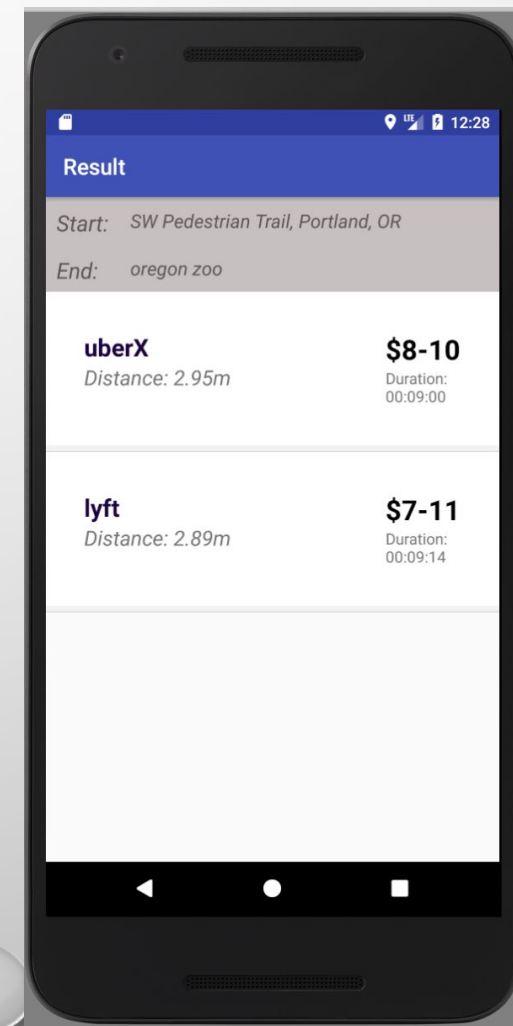 LTE 12:28
Result
Start: SW Pedestrian Trail, Portland, OR
End: oregon zoo
uberX $8-10
Distance: 2.95m Duration:
00:09:00
lyft $7-11
Distance: 2.89m Duration:
00:09:14